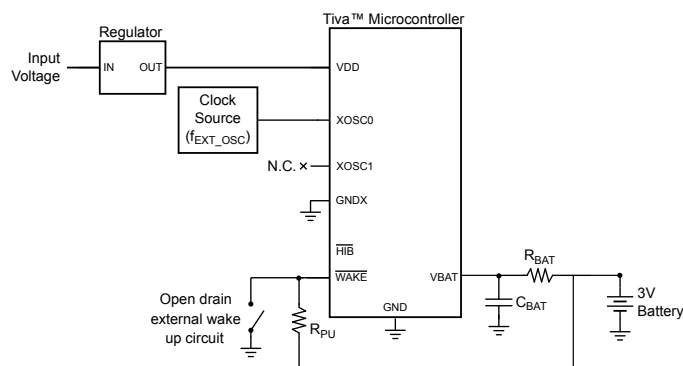 Tiva™ Microcontroller
Regulator
Input
Voltage
IN
OUT
VDD
Clock
Source
(fEXT_OSC)
XOSC0
N.C.
XOSC1
GNDX
HIB
WAKE
VBAT
RBAT
Open drain
external wake
up circuit
RPU
GND
CBAT
3V
Battery